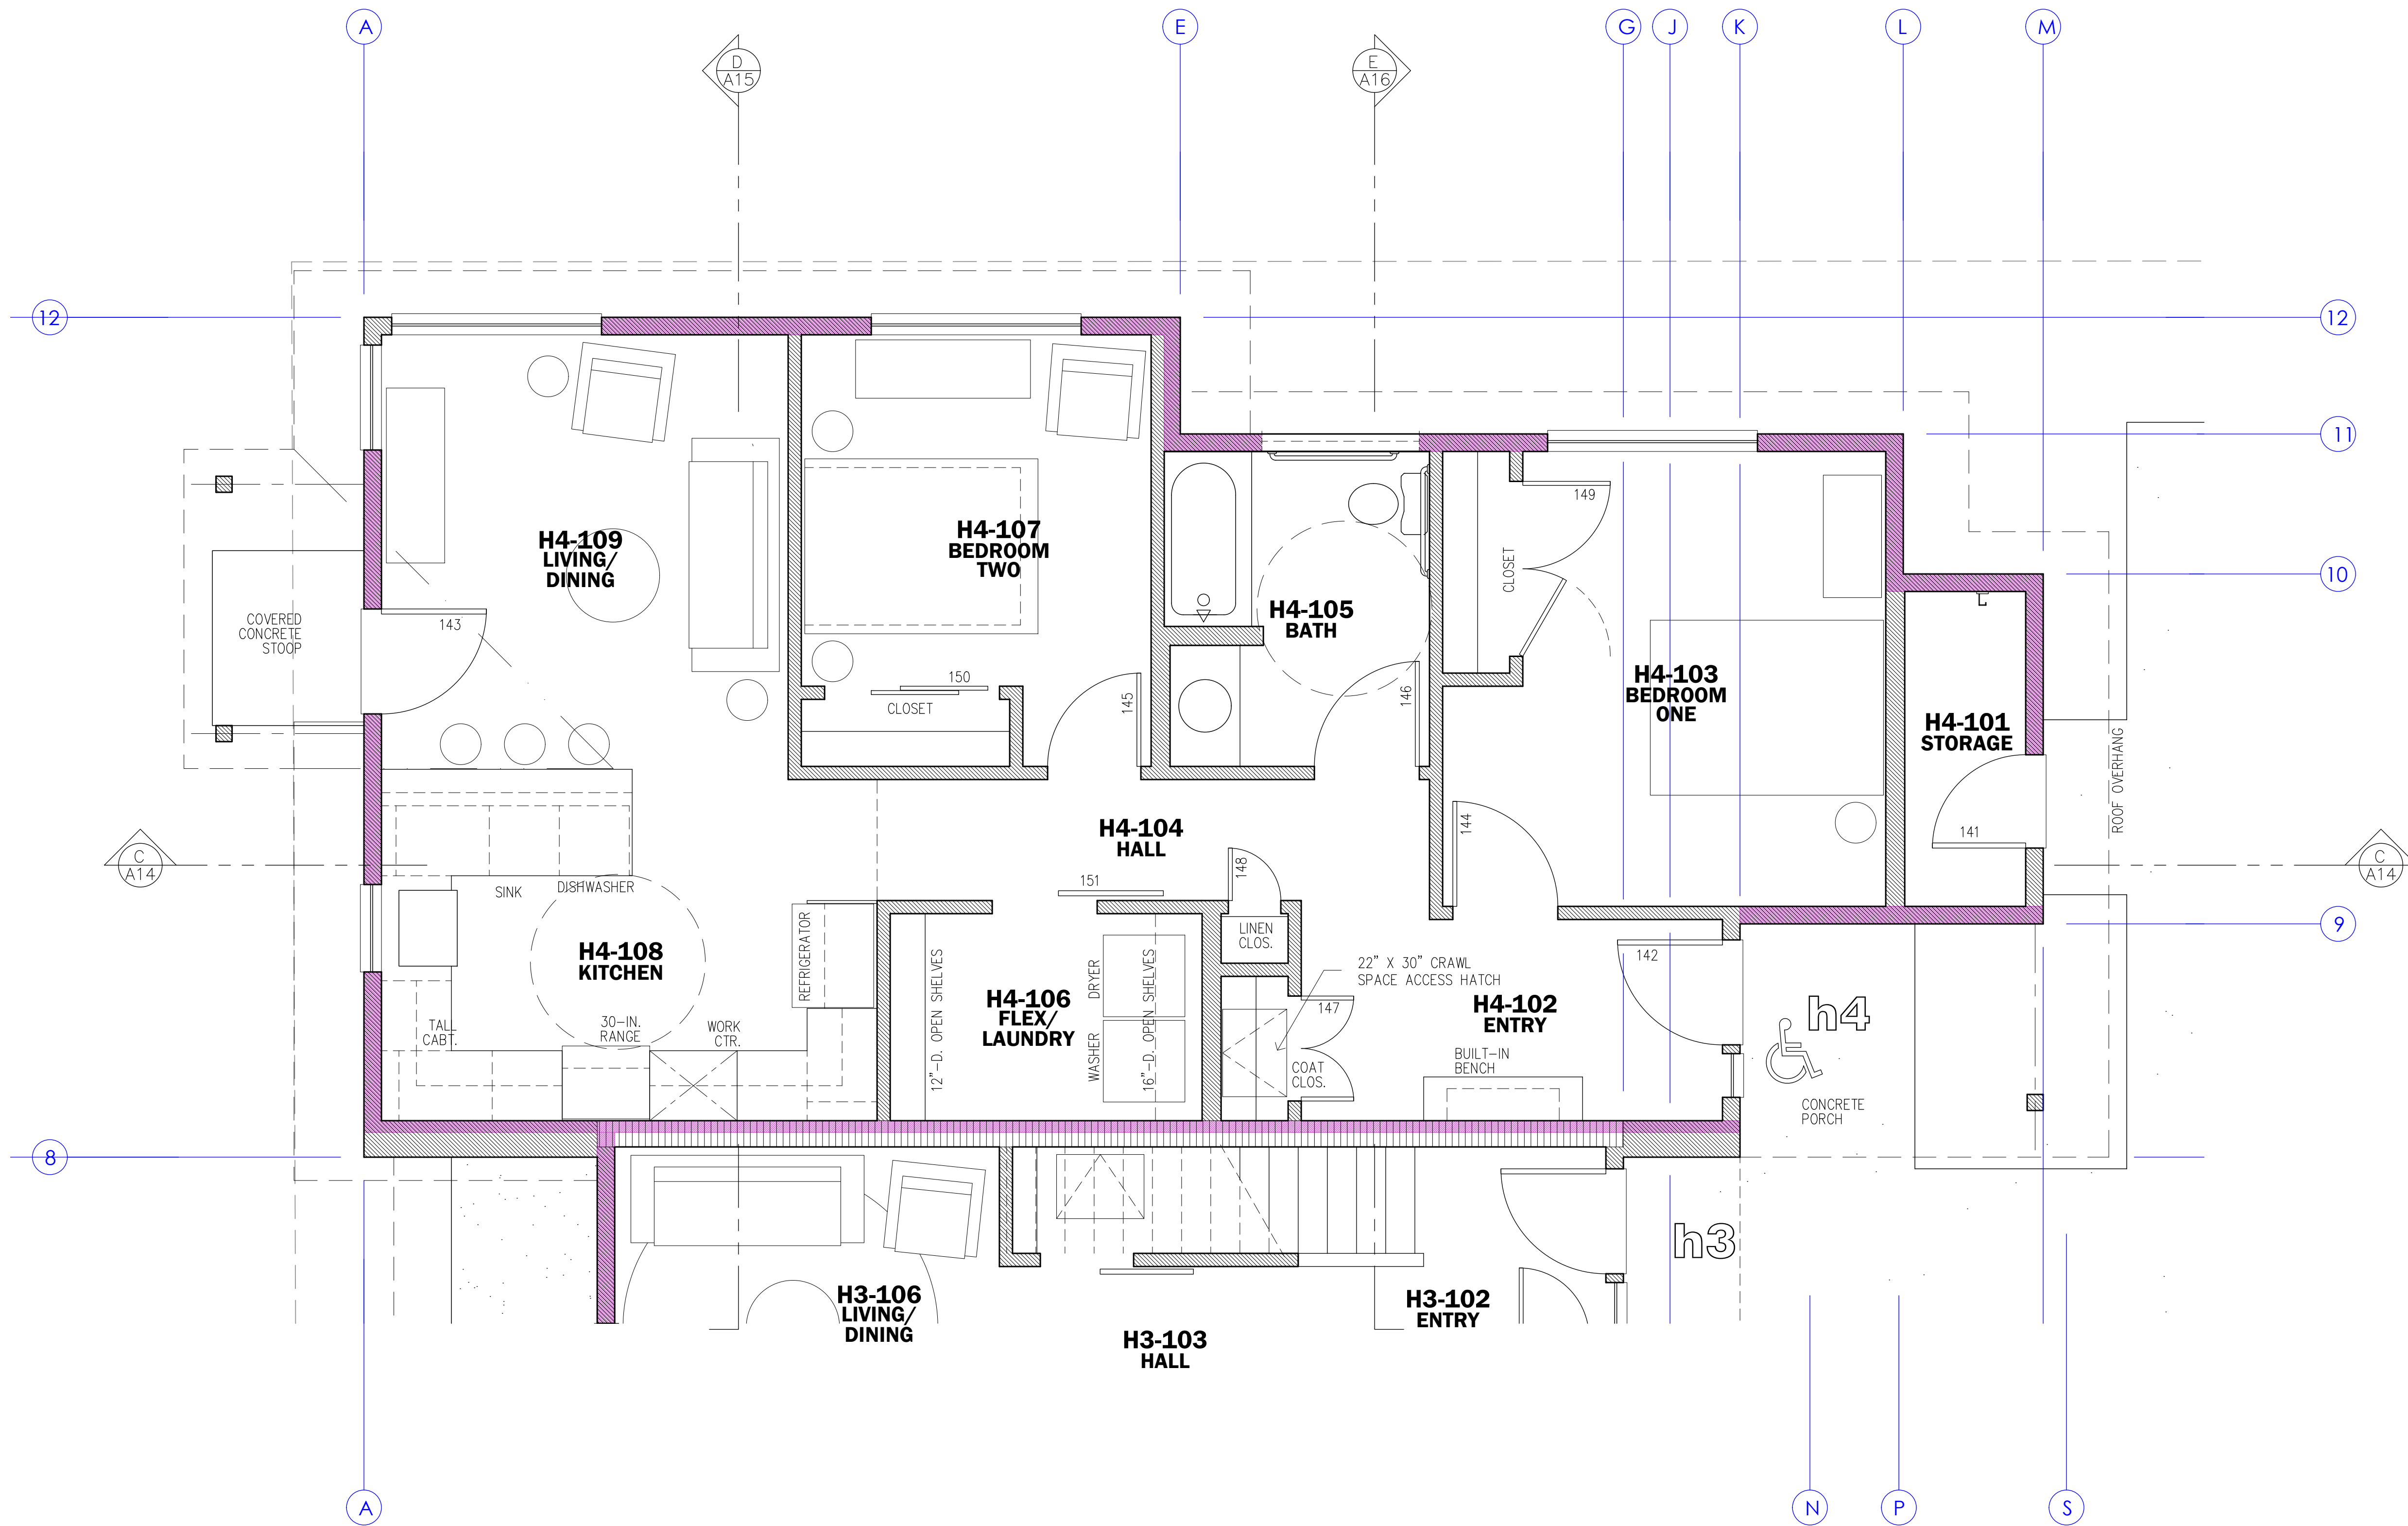 A
E
G
J
K
L
M
D
A15
E
A16
12
12
11
149
H4-107
BEDROOM
TWO
H4-109
LIVING/
DINING
CLOSET
10
H4-105
BATH
COVERED
CONCRETE
STOOP
143
H4-103
BEDROOM
ONE
150
145
146
CLOSET
H4-101
STORAGE
ROOF OVERHANG
144
H4-104
HALL
141
C
A14
148
C
A14
151
SINK
DISHWASHER
9
REFRIGERATOR
LINEN
CLOS.
H4-108
KITCHEN
12"-D. OPEN SHELVES
DRYER
16"-D. OPEN SHELVES
22" X 30" CRAWL
SPACE ACCESS HATCH
142
H4-106
FLEX/
LAUNDRY
147
H4-102
ENTRY
h4
TALL
CABT.
30-IN.
RANGE
WORK
CTR.
WASHER
COAT
CLOS.
BUILT-IN
BENCH
CONCRETE
PORCH
8
h3
H3-106
LIVING/
DINING
H3-102
ENTRY
H3-103
HALL
A
N
P
S